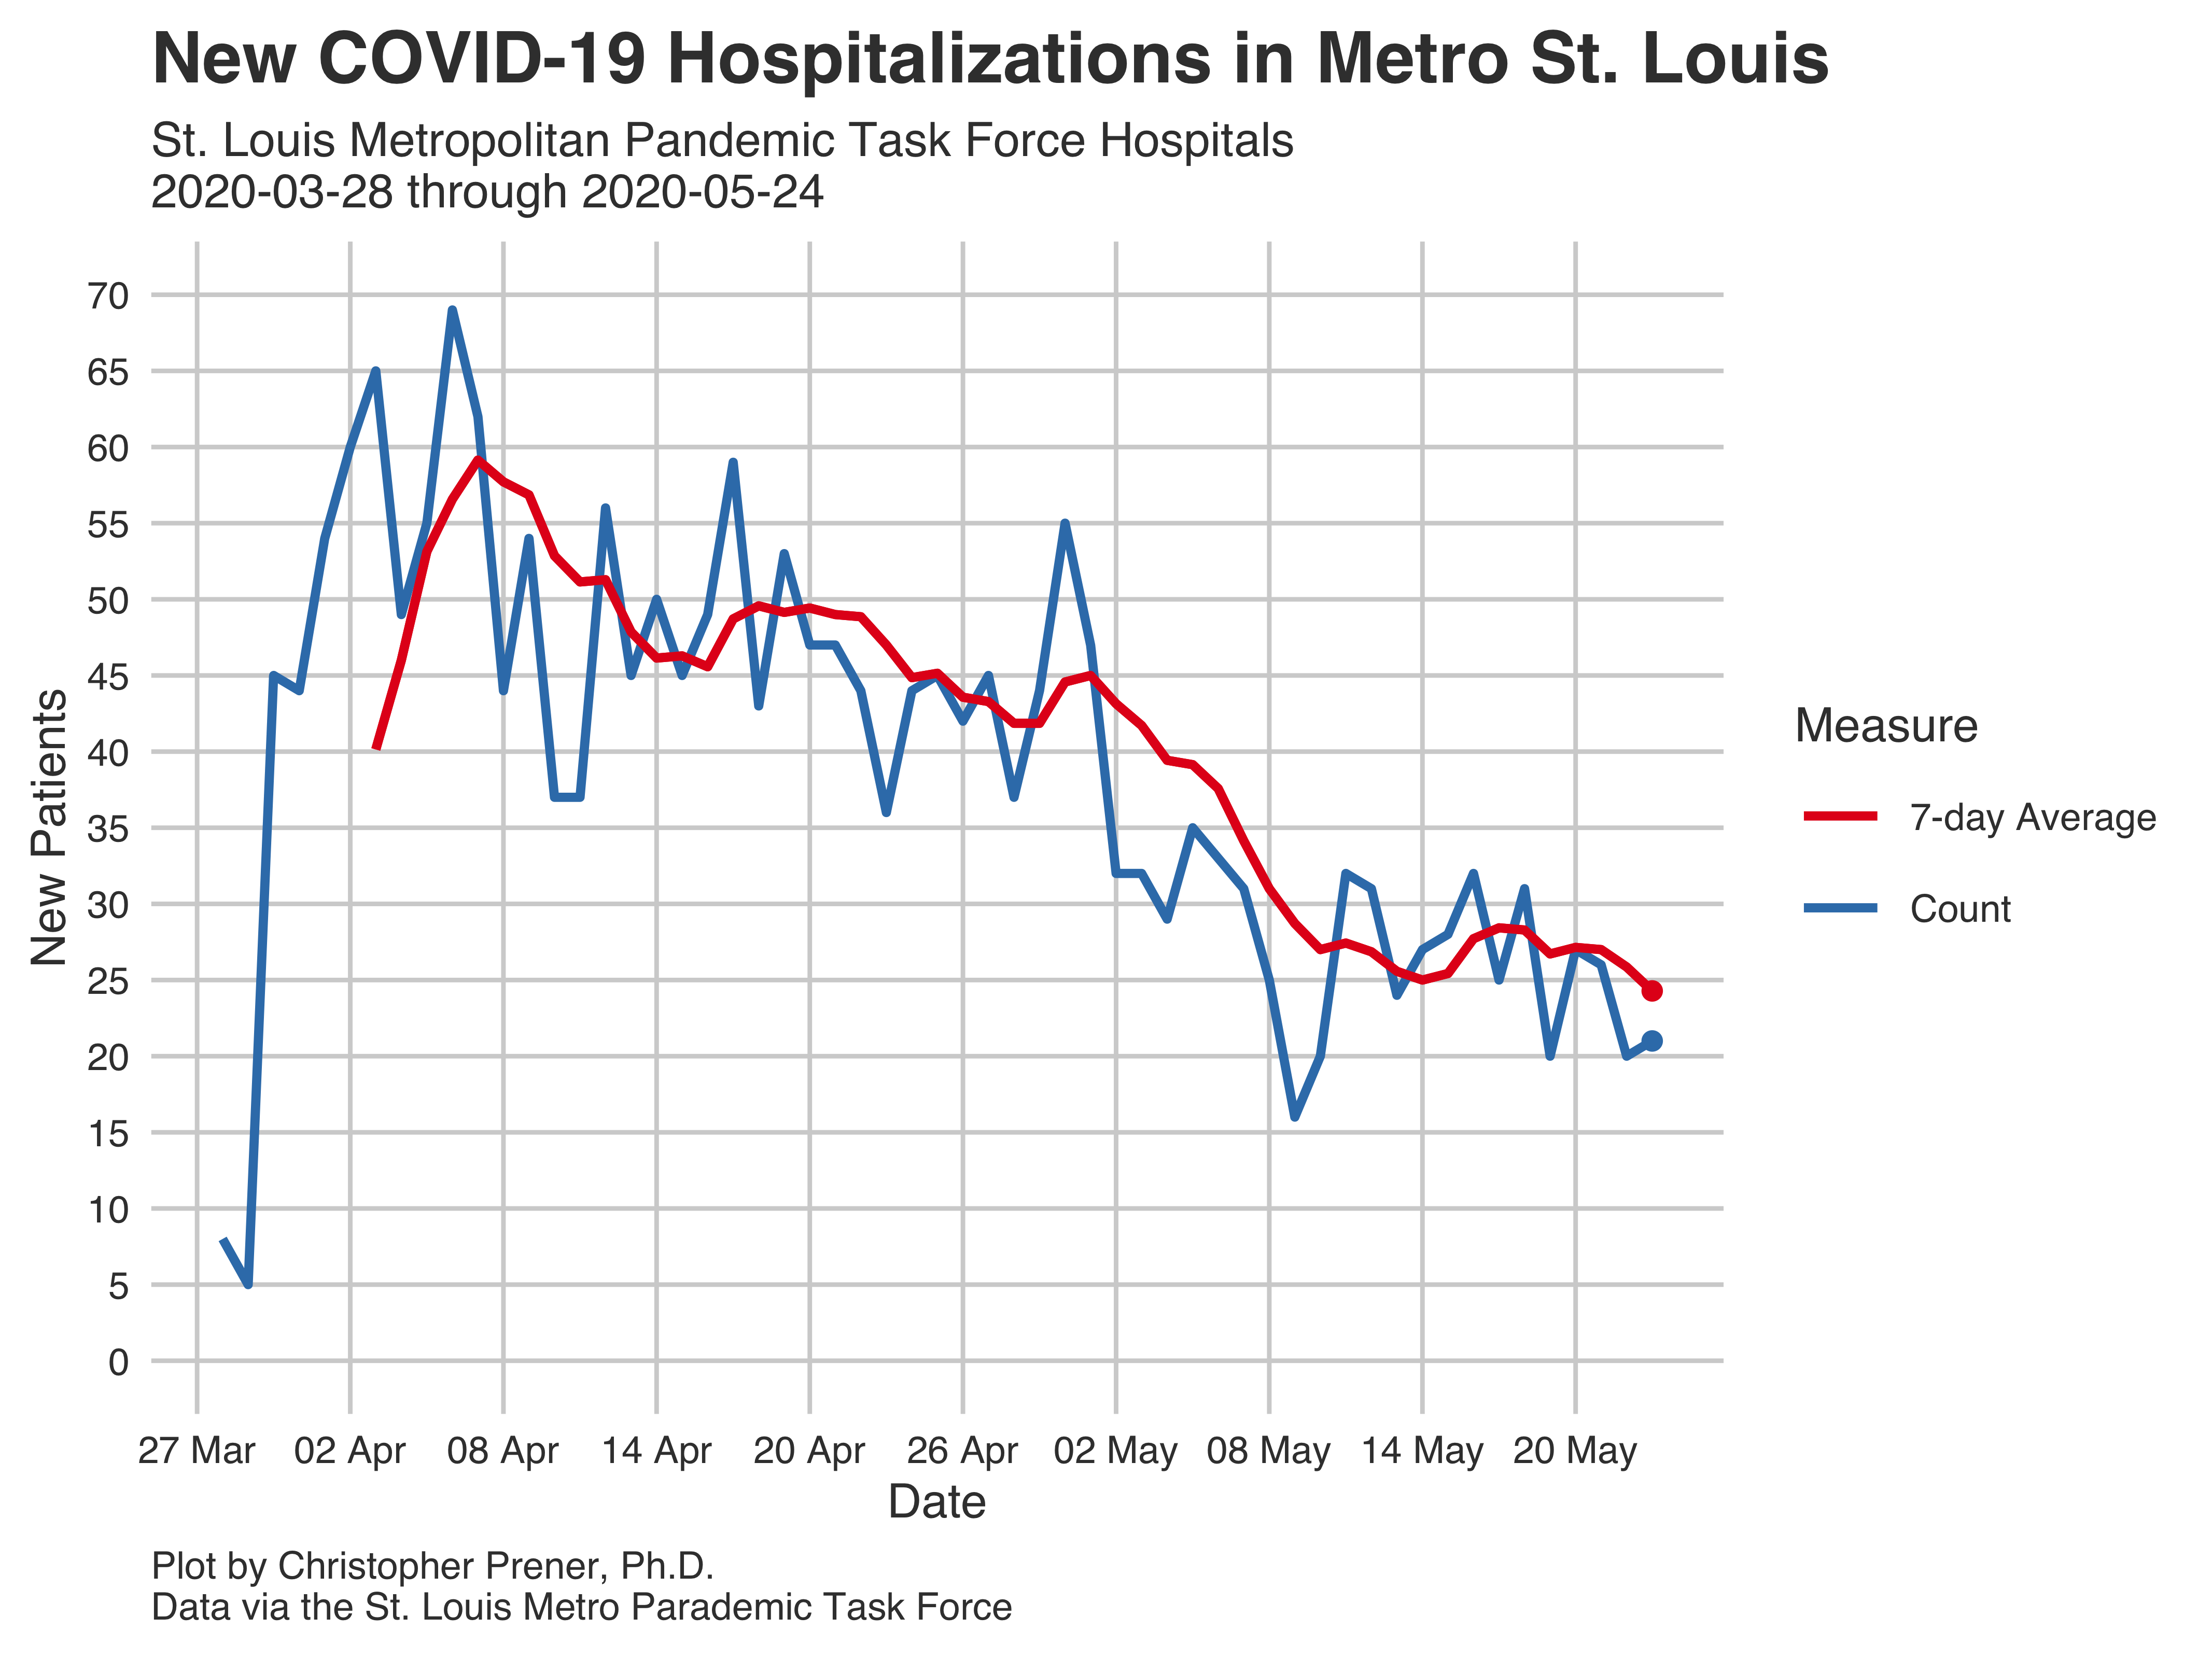 New COVID-19 Hospitalizations in Metro St. Louis
St. Louis Metropolitan Pandemic Task Force Hospitals
2020-03-28 through 2020-05-24
New Patients
70
65
60
55
50
45
40
35
30
25
20
15
10
5
0
27 Mar 02 Apr 08 Apr 14 Apr 20 Apr 26 Apr 02 May 08 May 14 May 20 May
Date
Measure
7-day Average
Count
Plot by Christopher Prener, Ph.D.
Data via the St. Louis Metro Parademic Task Force